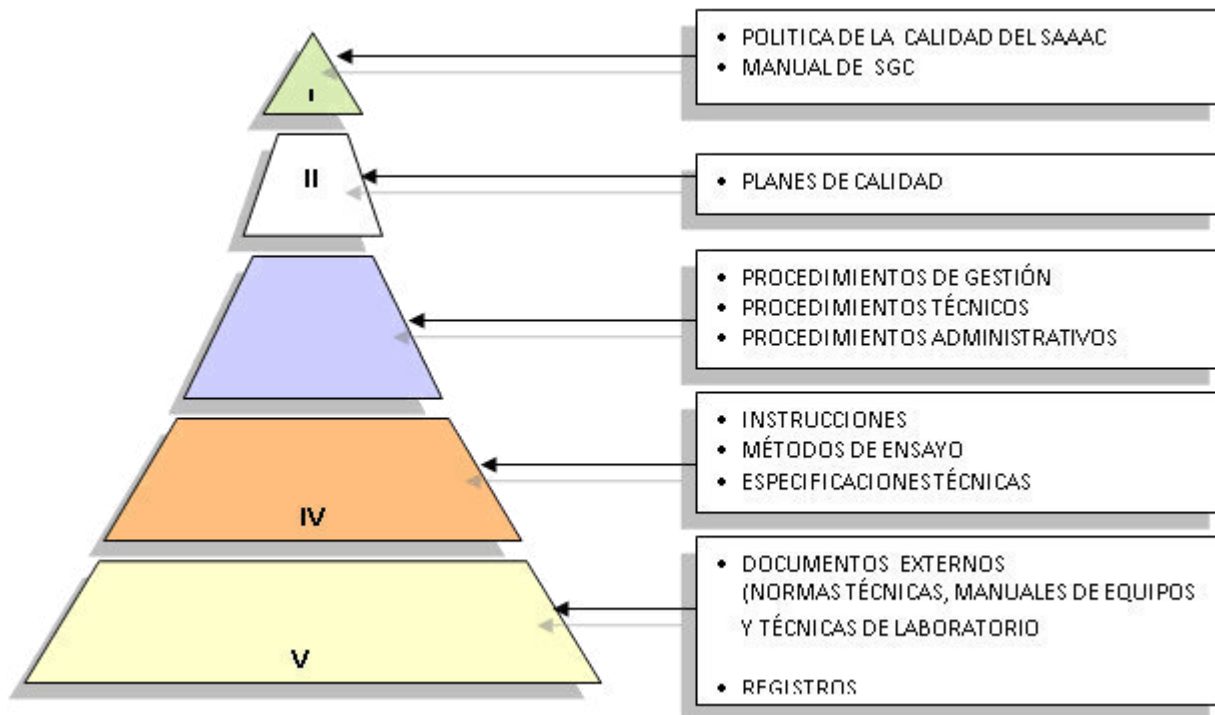 I
• POLITICA DE LA CALIDAD DEL SAAAC
• MANUAL DE SGC
II
• PLANES DE CALIDAD
• PROCEDIMIENTOS DE GESTIÓN
• PROCEDIMIENTOS TÉCNICOS
• PROCEDIMIENTOS ADMINISTRATIVOS
IV
• INSTRUCCIONES
• MÉTODOS DE ENSAYO
• ESPECIFICACIONES TÉCNICAS
V
• DOCUMENTOS EXTERNOS
(NORMAS TÉCNICAS, MANUALES DE EQUIPOS
Y TÉCNICAS DE LABORATORIO
• REGISTROS